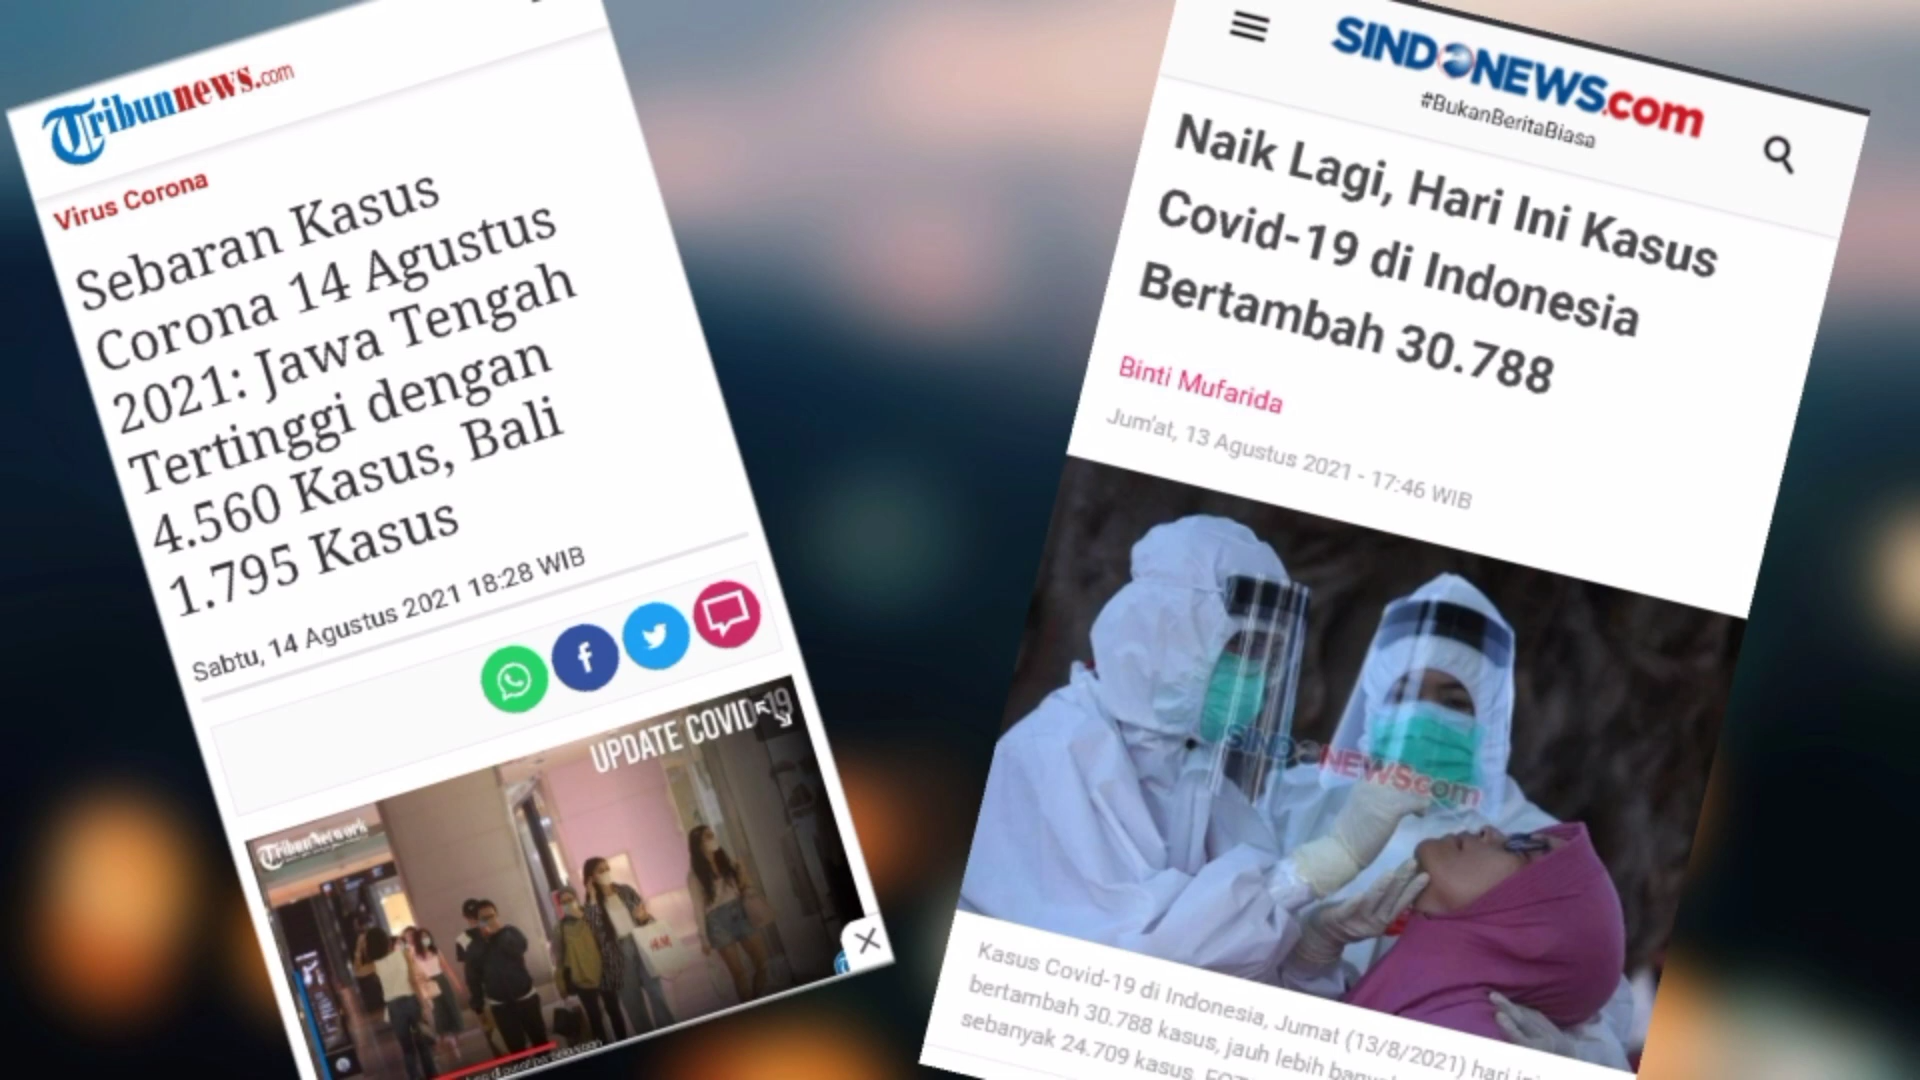 Tribunnews.com
Virus Corona
Sebaran Kasus
Corona 14 Agustus
2021: Jawa Tengah
Tertinggi dengan
4.560 Kasus, Bali
1.795 Kasus
Sabtu, 14 Agustus 2021 18:28 WIB
UPDATE COVID-19
TribunNetwork
SINDONEWS.com
#BukanBeritaBiasa
Naik Lagi, Hari Ini Kasus
Covid-19 di Indonesia
Bertambah 30.788
Binti Mufarida
Jum'at, 13 Agustus 2021 - 17:46 WIB
SINDONEWS.com
Kasus Covid-19 di Indonesia, Jumat (13/8/2021) hari
bertambah 30.788 kasus, jauh lebih
sebanyak 24.709 kasus.